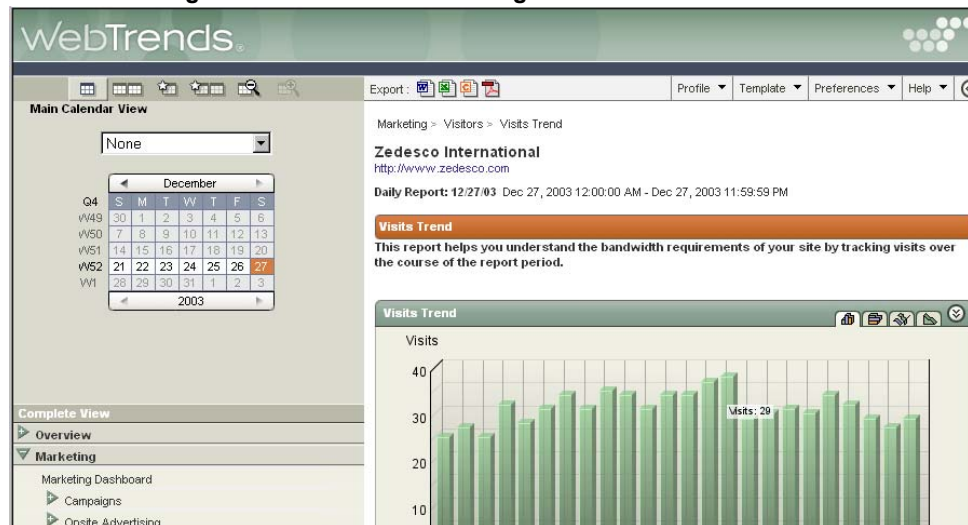 WebTrends
Export :
Profile
Template
Preferences
Help
Main Calendar View
None
December
Q4 S M T W T F S
W49 30 1 2 3 4 5 6
W50 7 8 9 10 11 12 13
W51 14 15 16 17 18 19 20
W52 21 22 23 24 25 26 27
W1 28 29 30 31 1 2 3
2003
Complete View
Overview
Marketing
Marketing Dashboard
Campaigns
Onsite Advertising
Marketing > Visitors > Visits Trend
Zedesco International
http://www.zedesco.com
Daily Report: 12/27/03 Dec 27, 2003 12:00:00 AM - Dec 27, 2003 11:59:59 PM
Visits Trend
This report helps you understand the bandwidth requirements of your site by tracking visits over
the course of the report period.
Visits Trend
Visits
40
30
20
10
Visits: 29